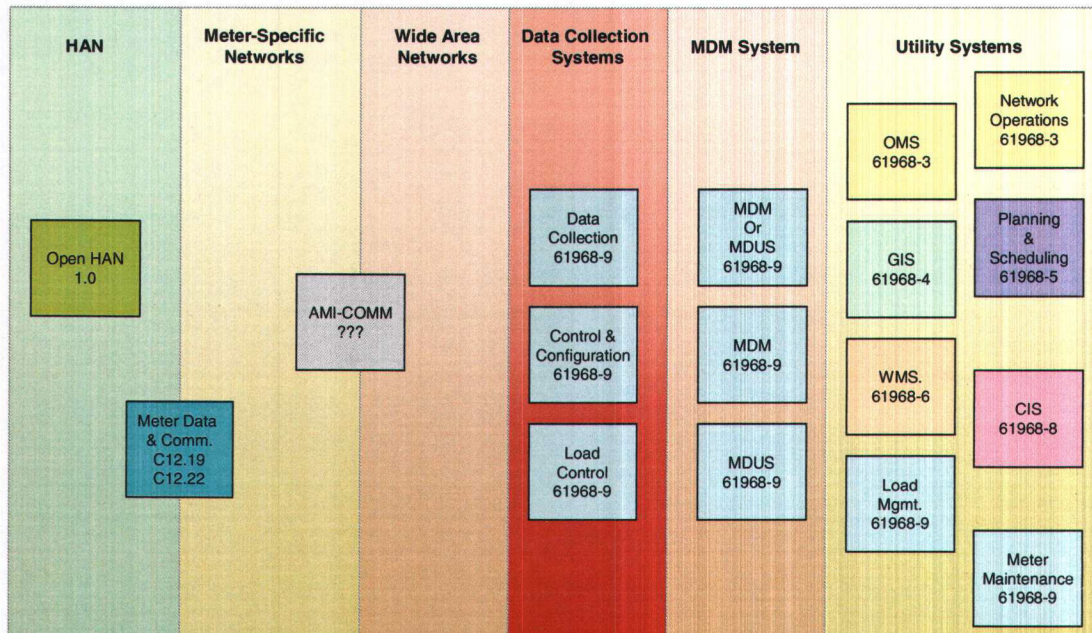 HAN
Meter-Specific
Networks
Wide Area
Networks
Data Collection
Systems
MDM System
Utility Systems
Open HAN
1.0
Meter Data
& Comm.
C12.19
C12.22
AMI-COMM
???
Data
Collection
61968-9
Control &
Configuration
61968-9
Load
Control
61968-9
MDM
Or
MDUS
61968-9
MDM
61968-9
MDUS
61968-9
OMS
61968-3
GIS
61968-4
WMS.
61968-6
Load
Mgmt.
61968-9
Network
Operations
61968-3
Planning
&
Scheduling
61968-5
CIS
61968-8
Meter
Maintenance
61968-9